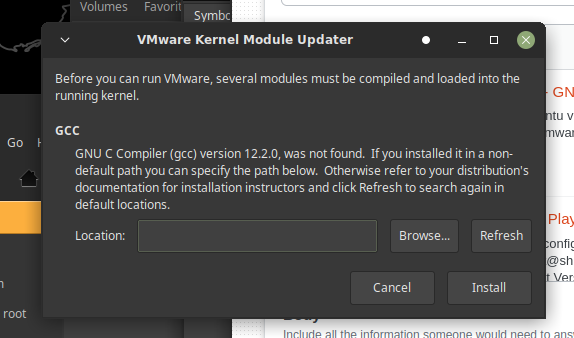 Volumes Favorit
Symbo
VMware Kernel Module Updater
Before you can run VMware, several modules must be compiled and loaded into the
running kernel.
GCC
GNU C Compiler (gcc) version 12.2.0, was not found. If you installed it in a non-
default path you can specify the path below. Otherwise refer to your distribution's
documentation for installation instructors and click Refresh to search again in
default locations.
Location:
Browse...
Refresh
Cancel
Install
Go
root
- GN
ntu v
mwar
Play
config
@sh
t Vers
Body
Include all the information someone would need to answ